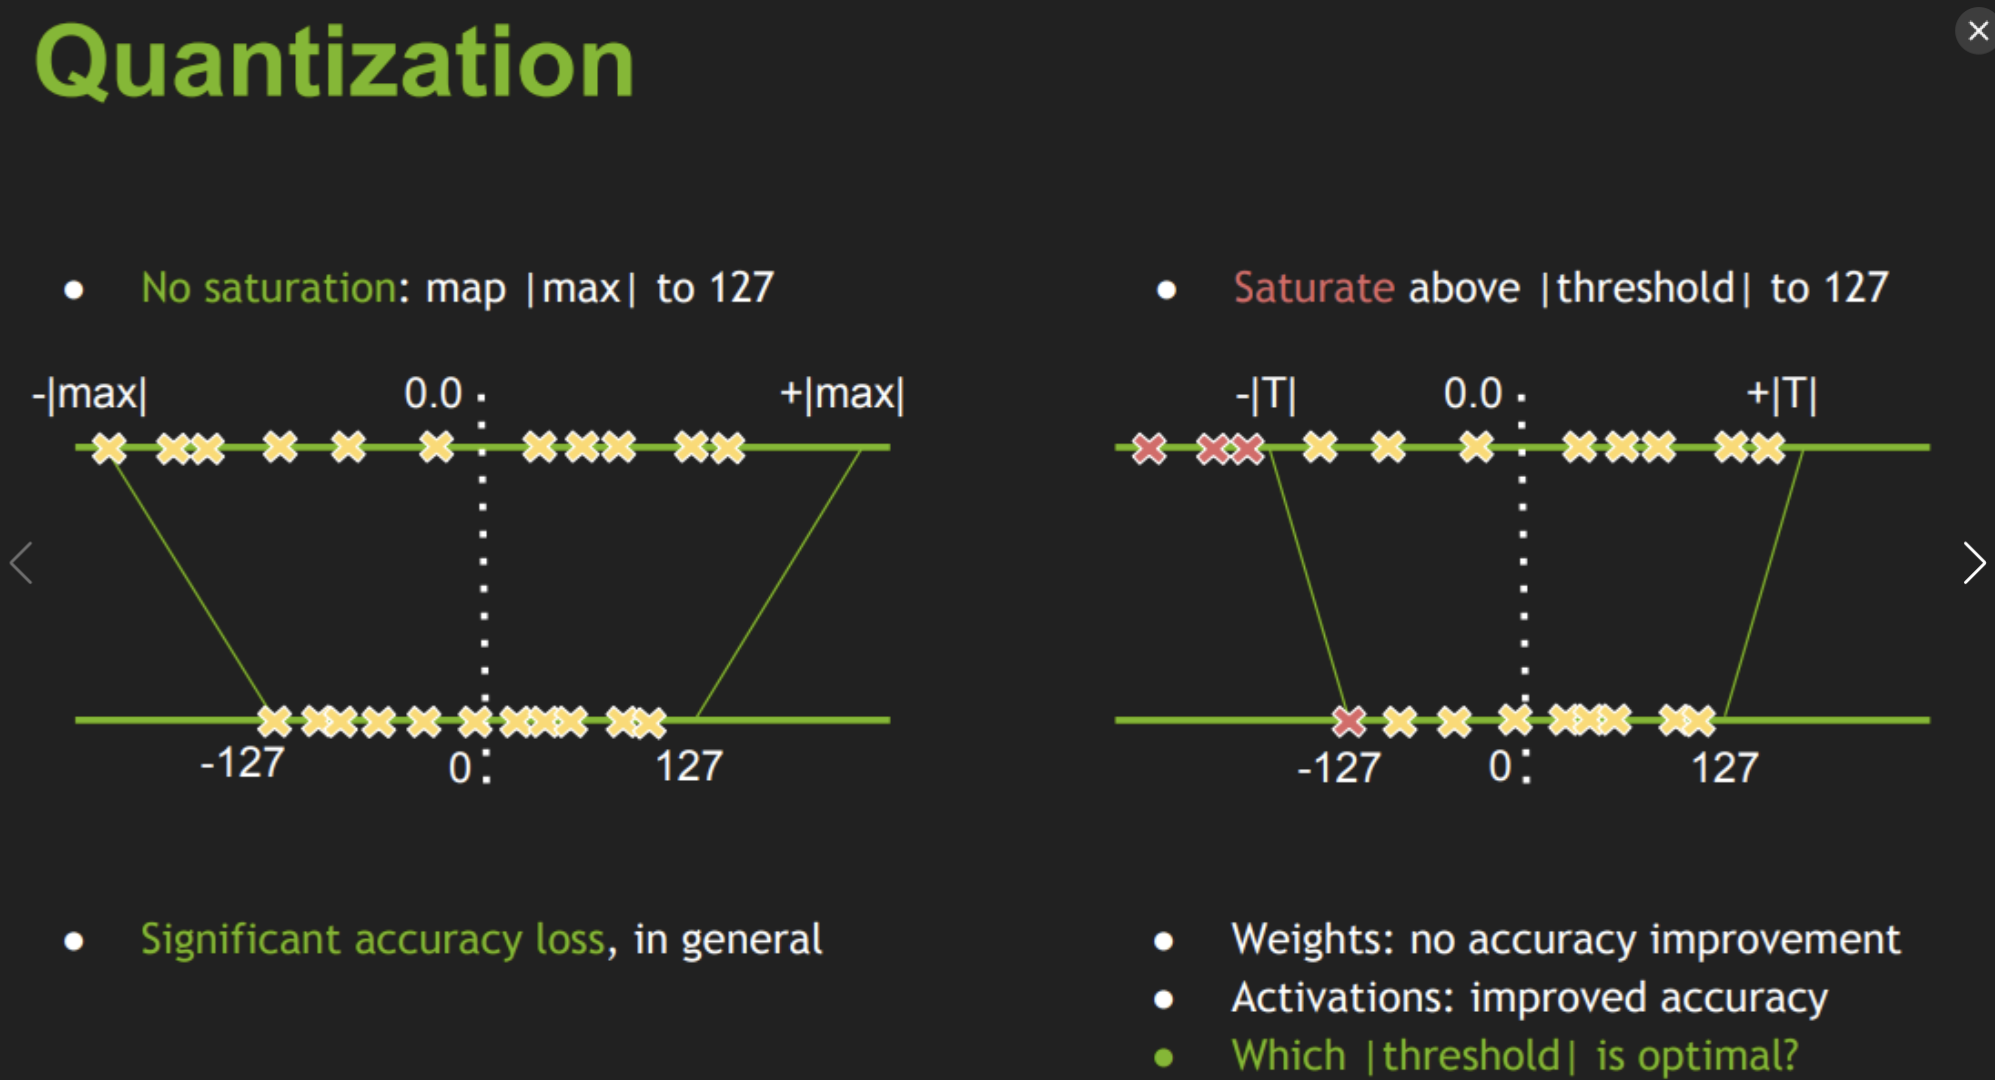 Quantization
No saturation: map |max| to 127
-|max| 0.0 +|max|
-127 0 127
Significant accuracy loss, in general
Saturate above |threshold| to 127
-|T| 0.0 +|T|
-127 0 127
Weights: no accuracy improvement
Activations: improved accuracy
Which |threshold| is optimal?